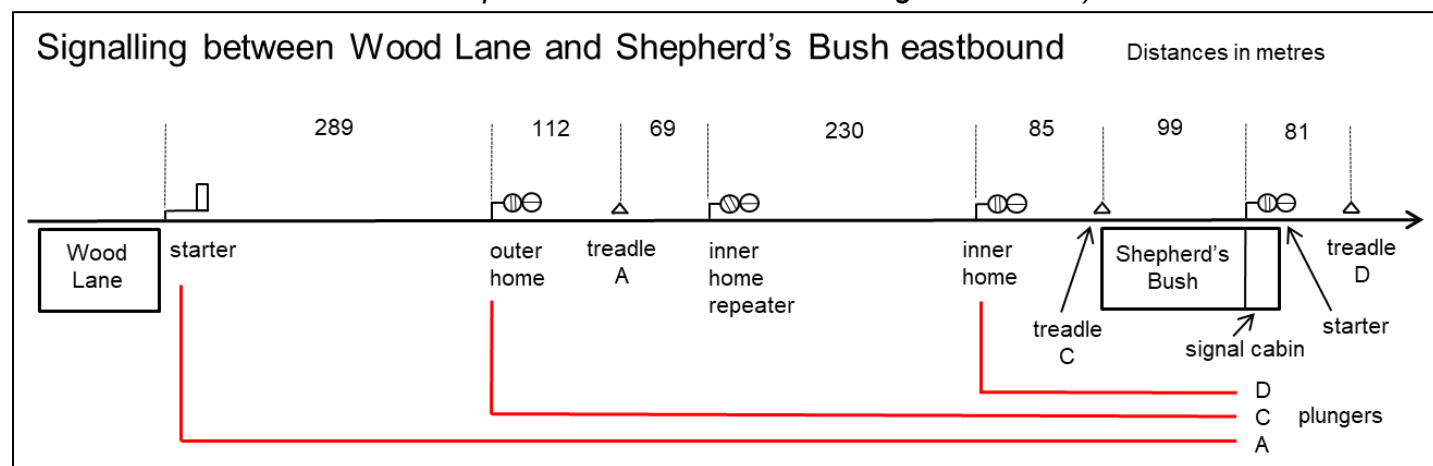 Signalling between Wood Lane and Shepherd's Bush eastbound Distances in metres
289 112 69 230 85 99 81
Wood
Lane
starter
outer
home
treadle
A
inner
home
repeater
inner
home
treadle
C
Shepherd's
Bush
signal cabin
starter
treadle
D
D
C plungers
A